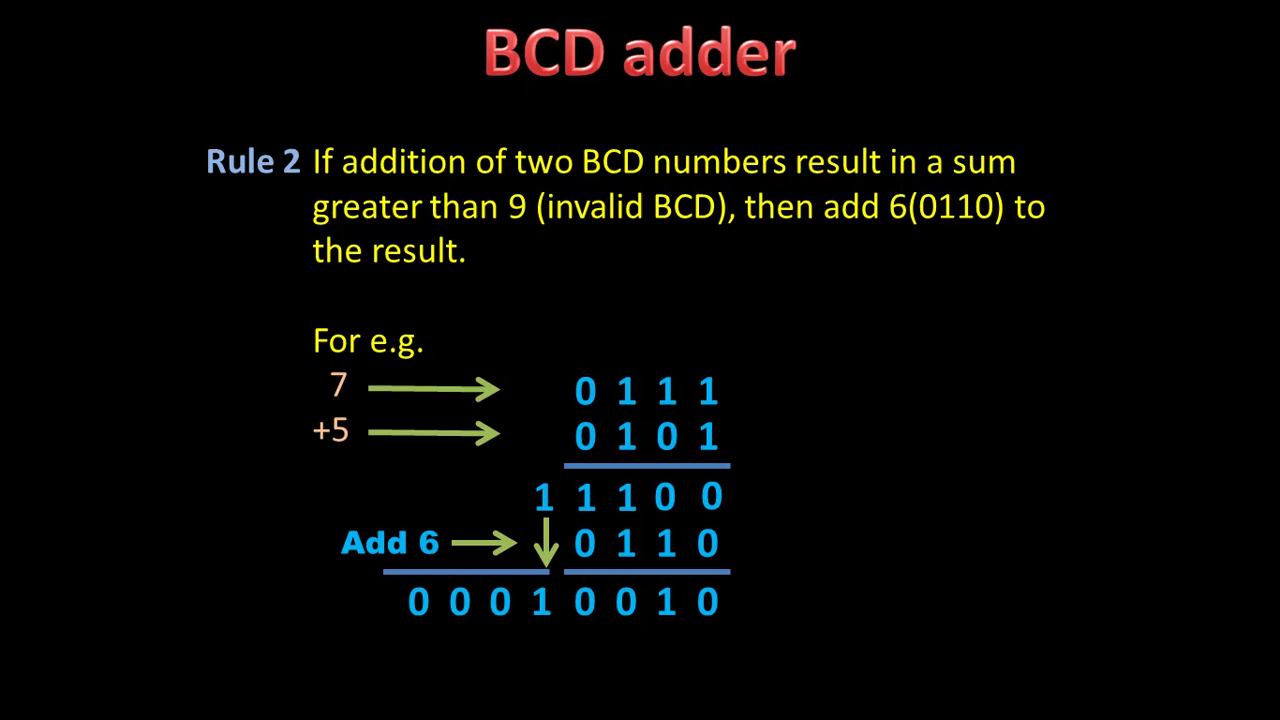 BCD adder
Rule 2 If addition of two BCD numbers result in a sum
greater than 9 (invalid BCD), then add 6(0110) to
the result.
For e.g.
7 0 1 1 1
+5 0 1 0 1
1 1 1 0 0
Add 6 0 1 1 0
0 0 0 1 0 0 1 0